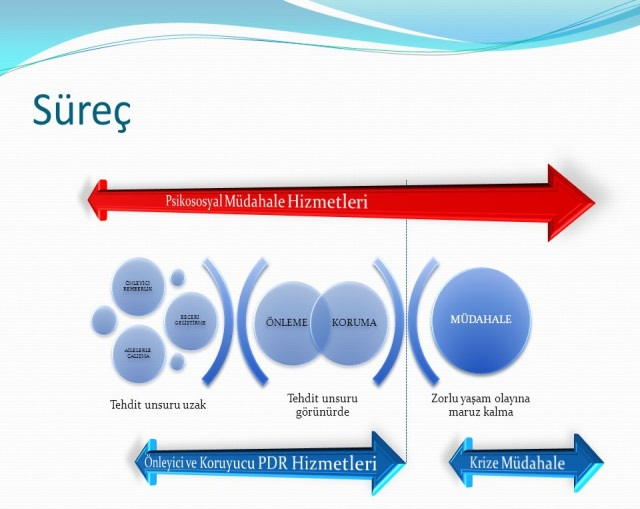 Süreç
Psikososyal Müdahale Hizmetleri
ÖNLEYİCİ
REHBERLİK
BECERİ
GELİŞTİRME
AİLELERLE
ÇALIŞMA
ÖNLEME
KORUMA
MÜDAHALE
Tehdit unsuru uzak
Tehdit unsuru
görünürde
Zorlu yaşam olayına
maruz kalma
Önleyici ve Koruyucu PDR Hizmetleri
Krize Müdahale